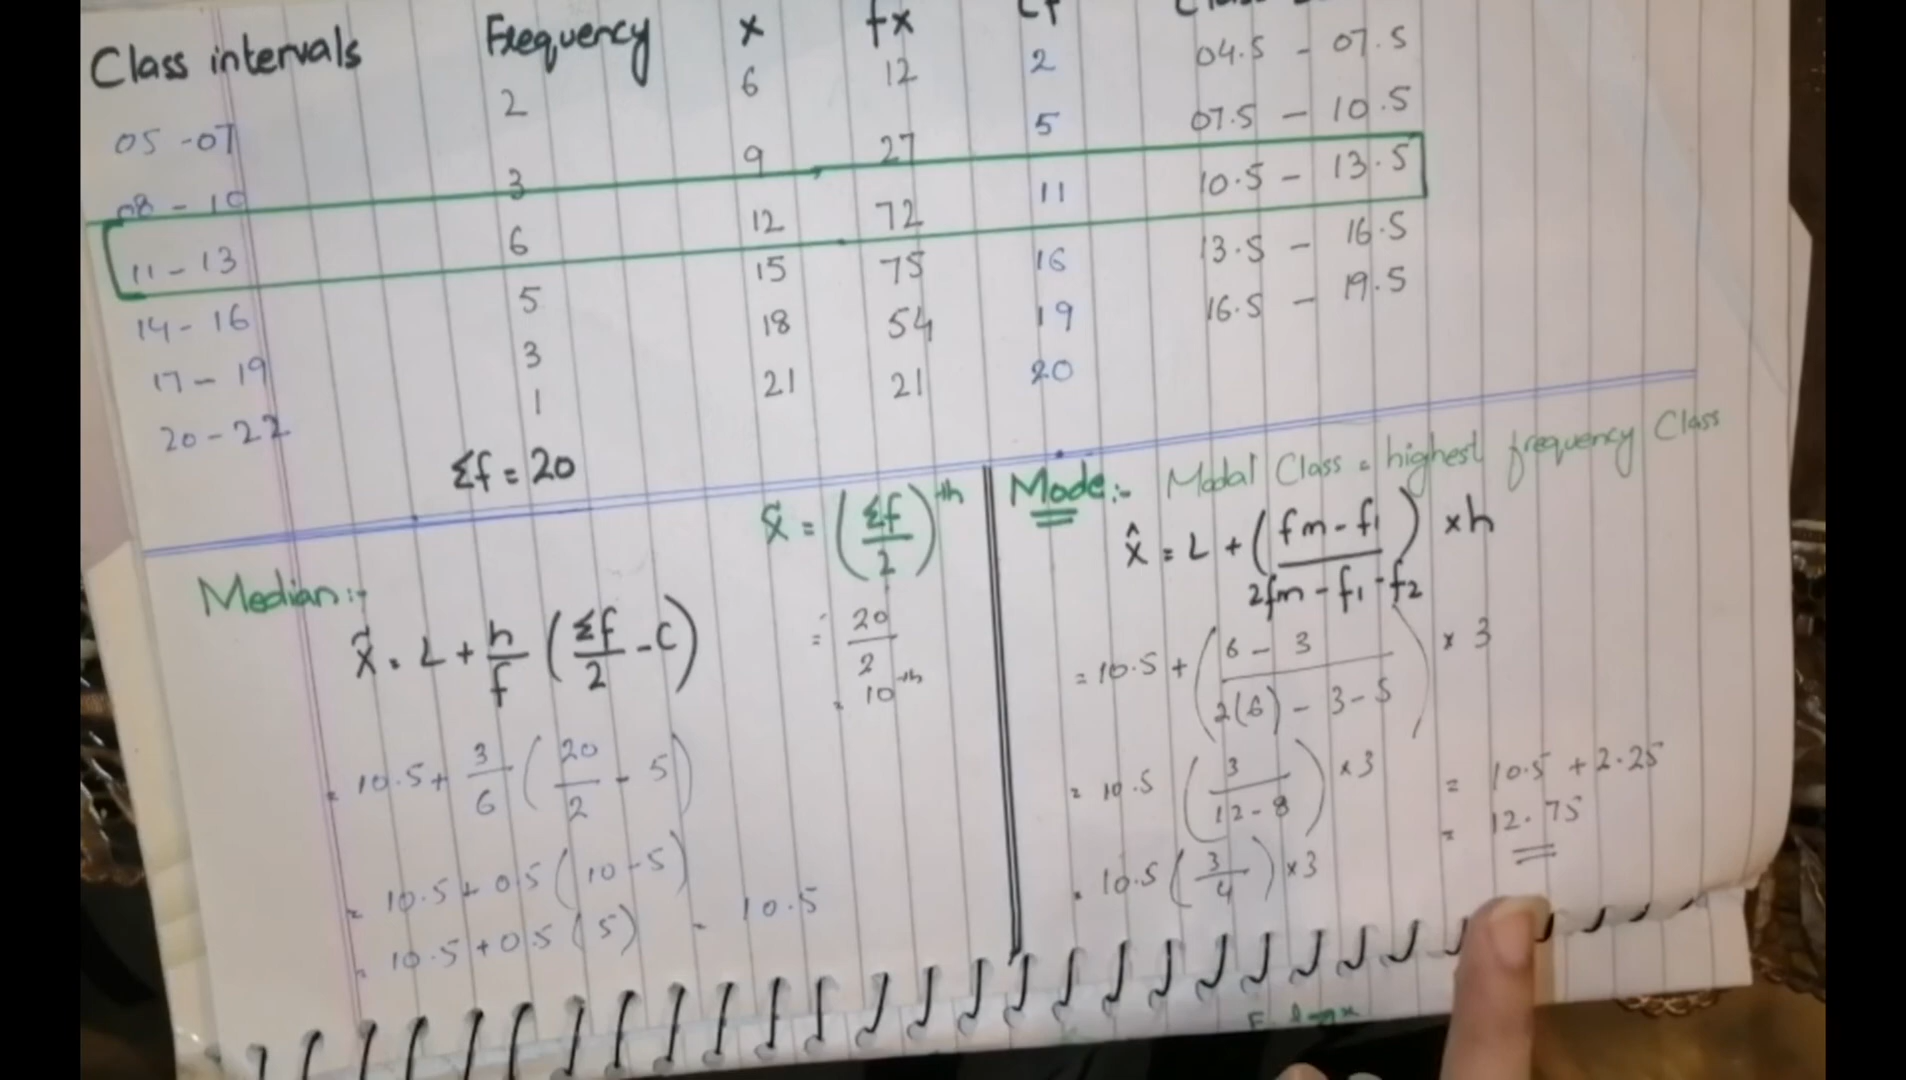 Class intervals Frequency x fx cf
05 - 07 2 6 12 2 04.5 - 07.5
08 - 10 3 9 27 5 07.5 - 10.5
11 - 13 6 12 72 11 10.5 - 13.5
14 - 16 5 15 75 16 13.5 - 16.5
17 - 19 3 18 54 19 16.5 - 19.5
20 - 22 1 21 21 20
Σf = 20
Median:-
x̃ = (Σf/2)th
= 20/2
= 10th
x̃ = L + h/f (Σf/2 - C)
= 10.5 + 3/6 (20/2 - 5)
= 10.5 + 0.5 (10 - 5)
= 10.5 + 0.5 (5) = 10.5
Mode:- Modal Class = highest frequency Class
x̂ = L + (fm - f1 / 2fm - f1 - f2) x h
= 10.5 + (6 - 3 / 2(6) - 3 - 5) x 3
= 10.5 (3 / 12 - 8) x 3
= 10.5 (3/4) x 3
= 10.5 + 2.25
= 12.75